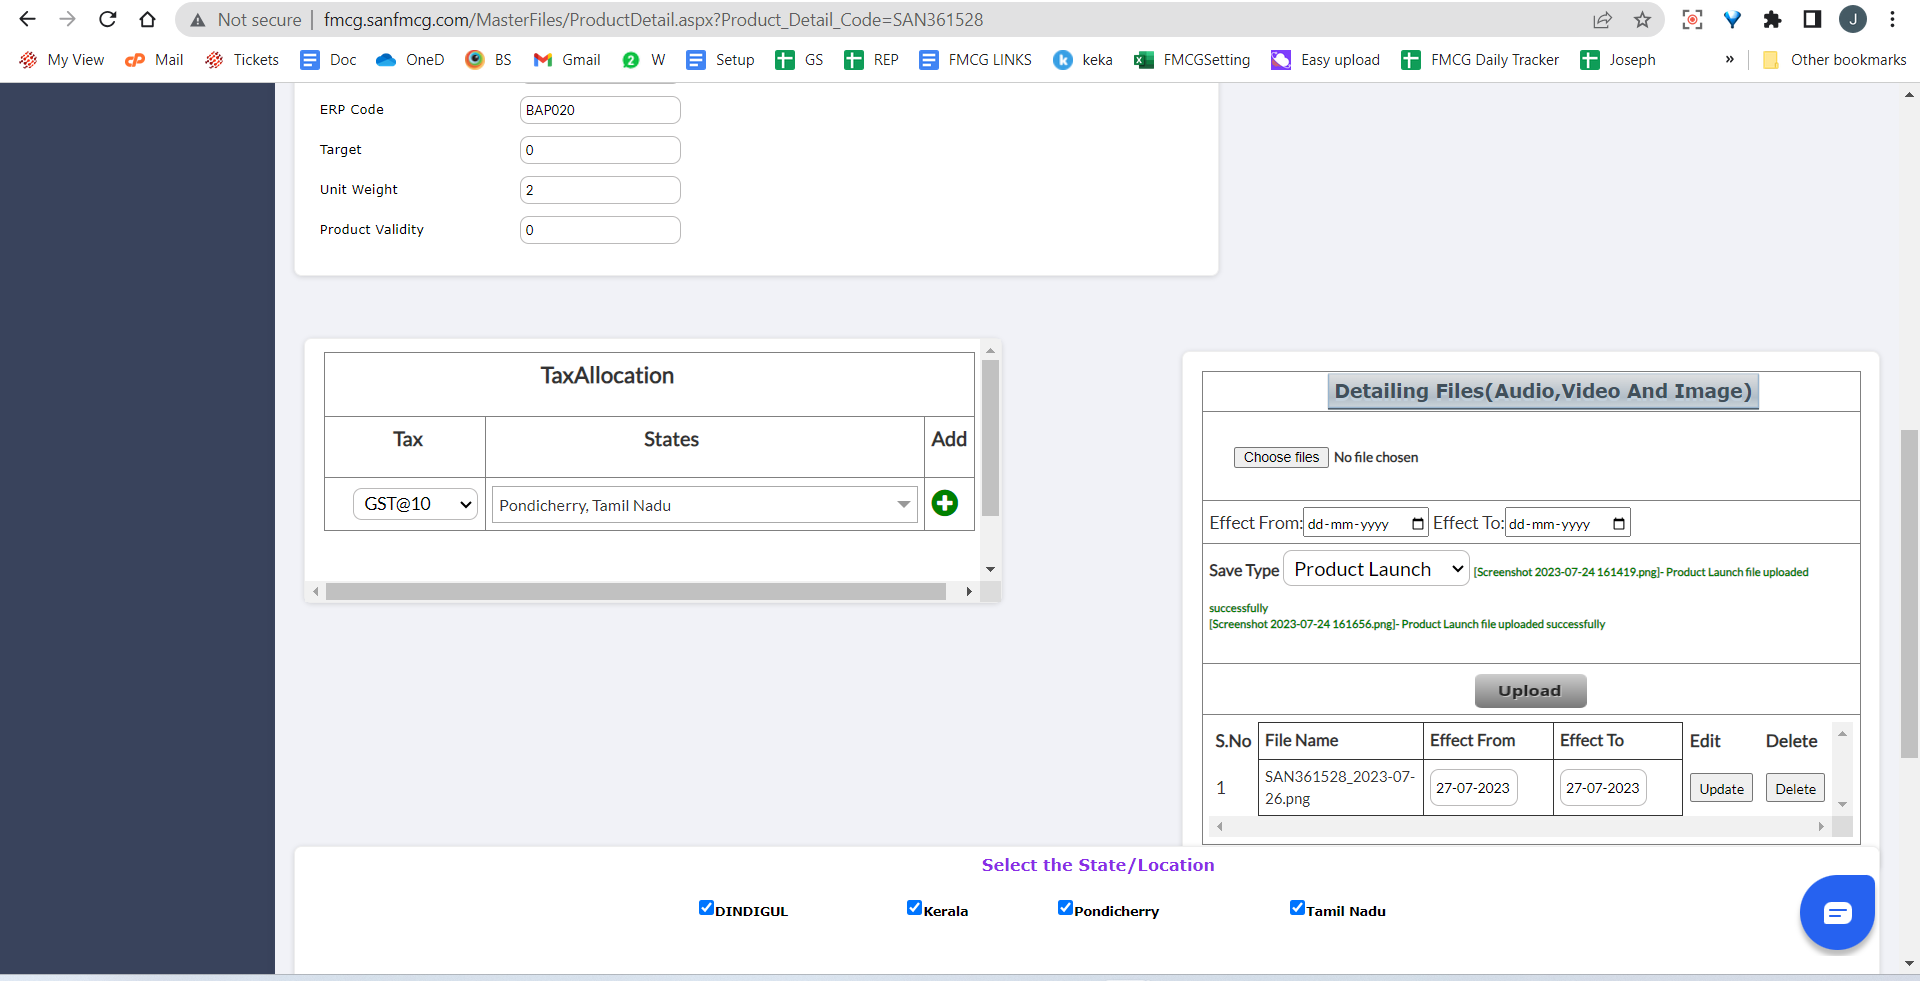 Not secure | fmcg.sanfmcg.com/MasterFiles/ProductDetail.aspx?Product_Detail_Code=SAN361528 J
My View Mail Tickets Doc OneD BS Gmail 2 W Setup GS REP FMCG LINKS k keka FMCGSetting Easy upload FMCG Daily Tracker Joseph » Other bookmarks
ERP Code BAP020
Target 0
Unit Weight 2
Product Validity 0
TaxAllocation
Tax States Add
GST@10 Pondicherry, Tamil Nadu
Detailing Files(Audio,Video And Image)
Choose files No file chosen
Effect From: dd-mm-yyyy Effect To: dd-mm-yyyy
Save Type Product Launch [Screenshot 2023-07-24 161419.png]- Product Launch file uploaded
successfully
[Screenshot 2023-07-24 161656.png]- Product Launch file uploaded successfully
Upload
S.No File Name Effect From Effect To Edit Delete
1 SAN361528_2023-07-
26.png 27-07-2023 27-07-2023 Update Delete
Select the State/Location
DINDIGUL Kerala Pondicherry Tamil Nadu